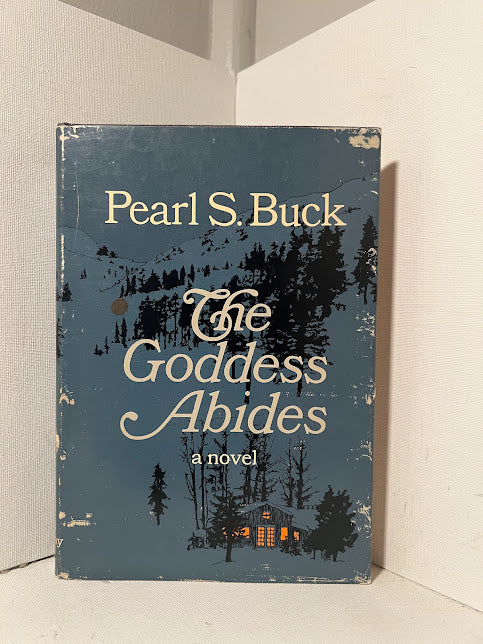 Pearl S. Buck
The
Goddess
Abides
a novel
y